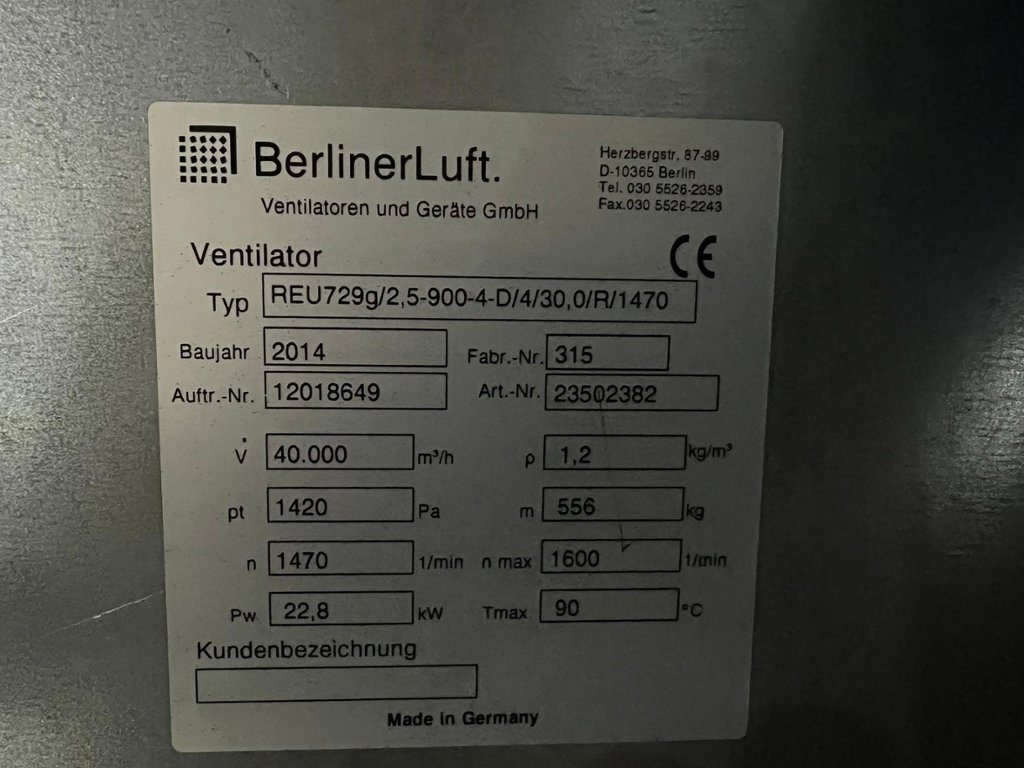 BerlinerLuft.
Ventilatoren und Geräte GmbH
Herzbergstr. 87-99
D-10365 Berlin
Tel. 030 5526-2359
Fax.030 5526-2243
Ventilator
CE
Typ REU729g/2,5-900-4-D/4/30,0/R/1470
Baujahr 2014 Fabr.-Nr. 315
Auftr.-Nr. 12018649 Art.-Nr. 23502382
V̇ 40.000 m³/h ρ 1,2 kg/m³
pt 1420 Pa m 556 kg
n 1470 1/min n max 1600 1/min
Pw 22,8 kW Tmax 90 °C
Kundenbezeichnung
Made in Germany